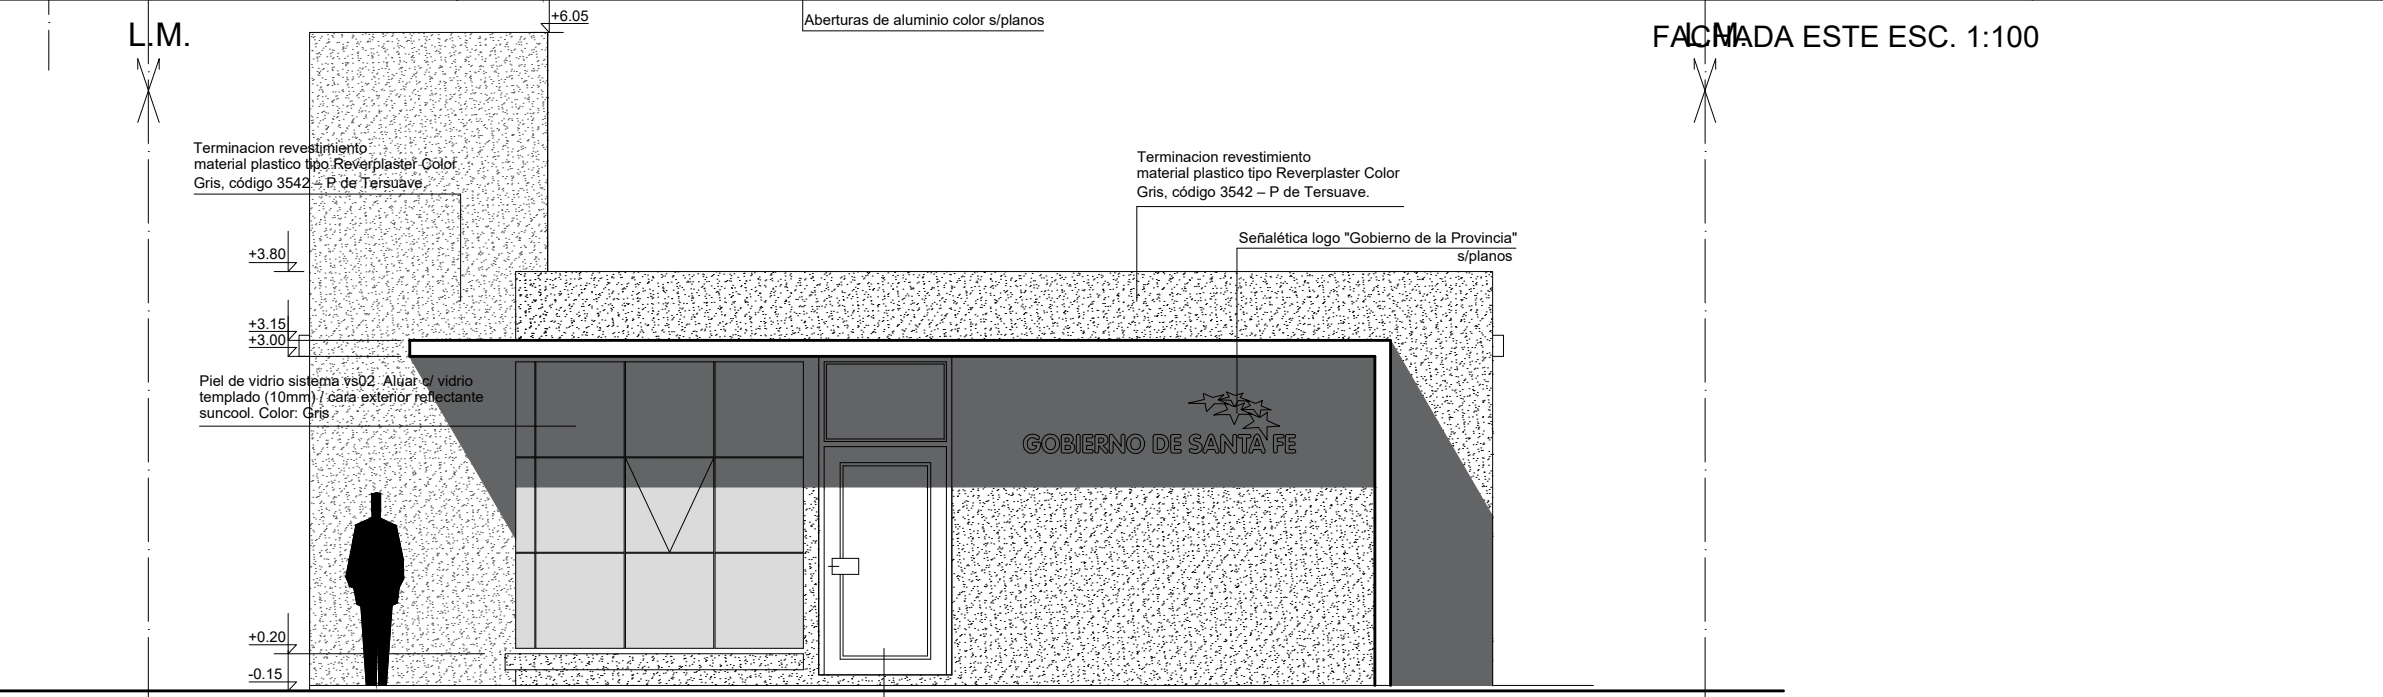 +6.05
Aberturas de aluminio color s/planos
L.M.
L.M.
FACHADA ESTE ESC. 1:100
Terminacion revestimiento
material plastico tipo Reverplaster Color
Gris, código 3542 – P de Tersuave.
Terminacion revestimiento
material plastico tipo Reverplaster Color
Gris, código 3542 – P de Tersuave.
Señalética logo "Gobierno de la Provincia"
s/planos
+3.80
+3.15
+3.00
Piel de vidrio sistema vs02 Aluar c/ vidrio
templado (10mm) / cara exterior reflectante
suncool. Color: Gris
GOBIERNO DE SANTA FE
+0.20
-0.15